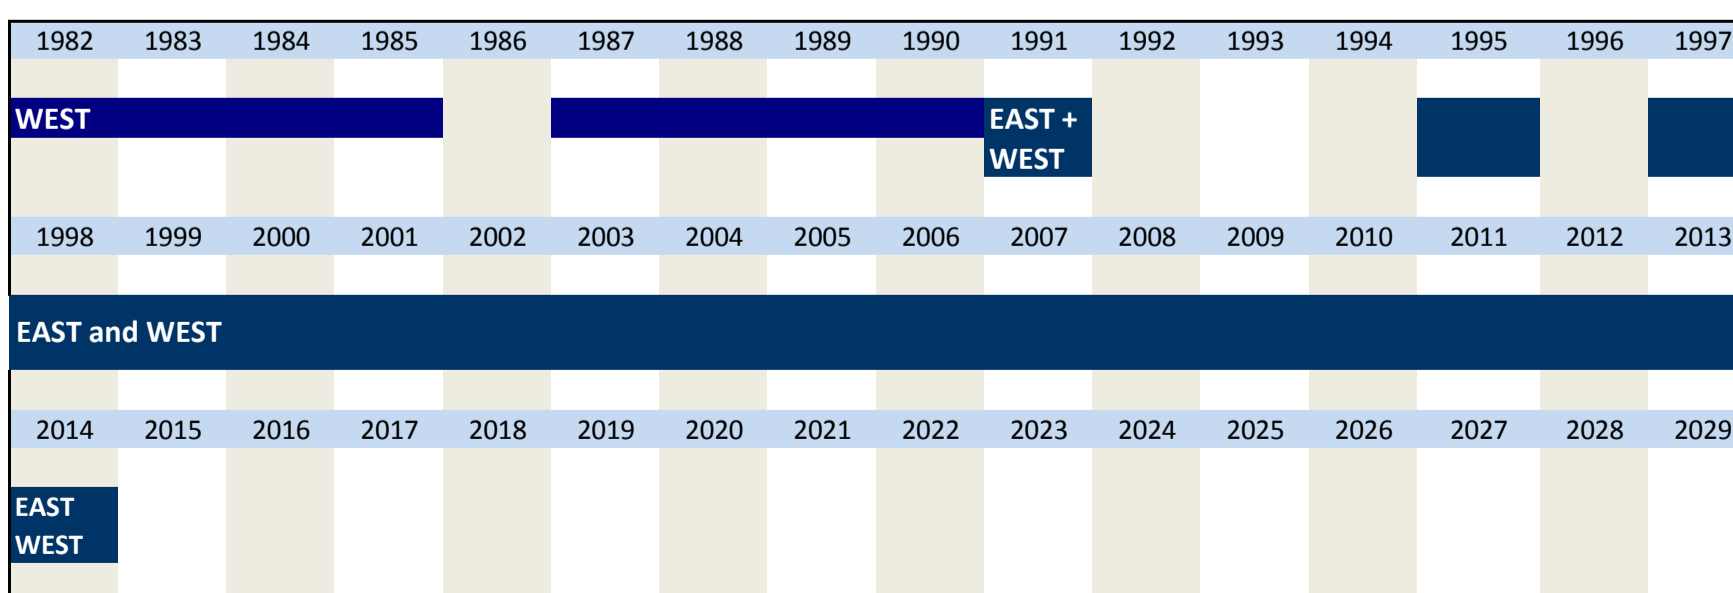 1982 1983 1984 1985 1986 1987 1988 1989 1990 1991 1992 1993 1994 1995 1996 1997
WEST
EAST +
WEST
1998 1999 2000 2001 2002 2003 2004 2005 2006 2007 2008 2009 2010 2011 2012 2013
EAST and WEST
2014 2015 2016 2017 2018 2019 2020 2021 2022 2023 2024 2025 2026 2027 2028 2029
EAST
WEST